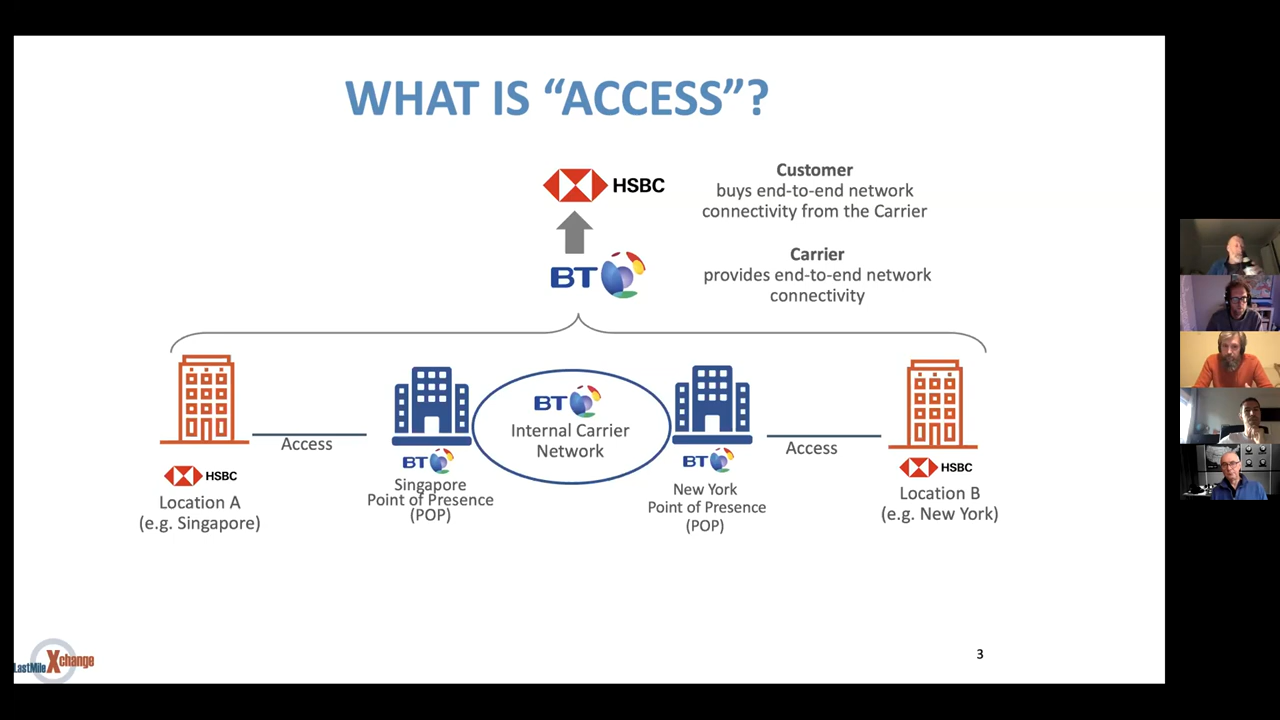 WHAT IS “ACCESS”?
HSBC
Customer
buys end-to-end network
connectivity from the Carrier
BT
Carrier
provides end-to-end network
connectivity
Access
HSBC
Location A
(e.g. Singapore)
BT
Singapore
Point of Presence
(POP)
BT
Internal Carrier
Network
BT
New York
Point of Presence
(POP)
Access
HSBC
Location B
(e.g. New York)
LastMileXchange
3